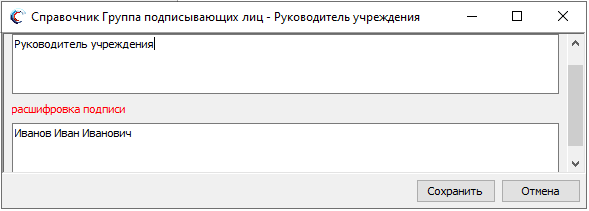 Справочник Группа подписывающих лиц - Руководитель учреждения
Руководитель учреждения
расшифровка подписи
Иванов Иван Иванович
Сохранить
Отмена